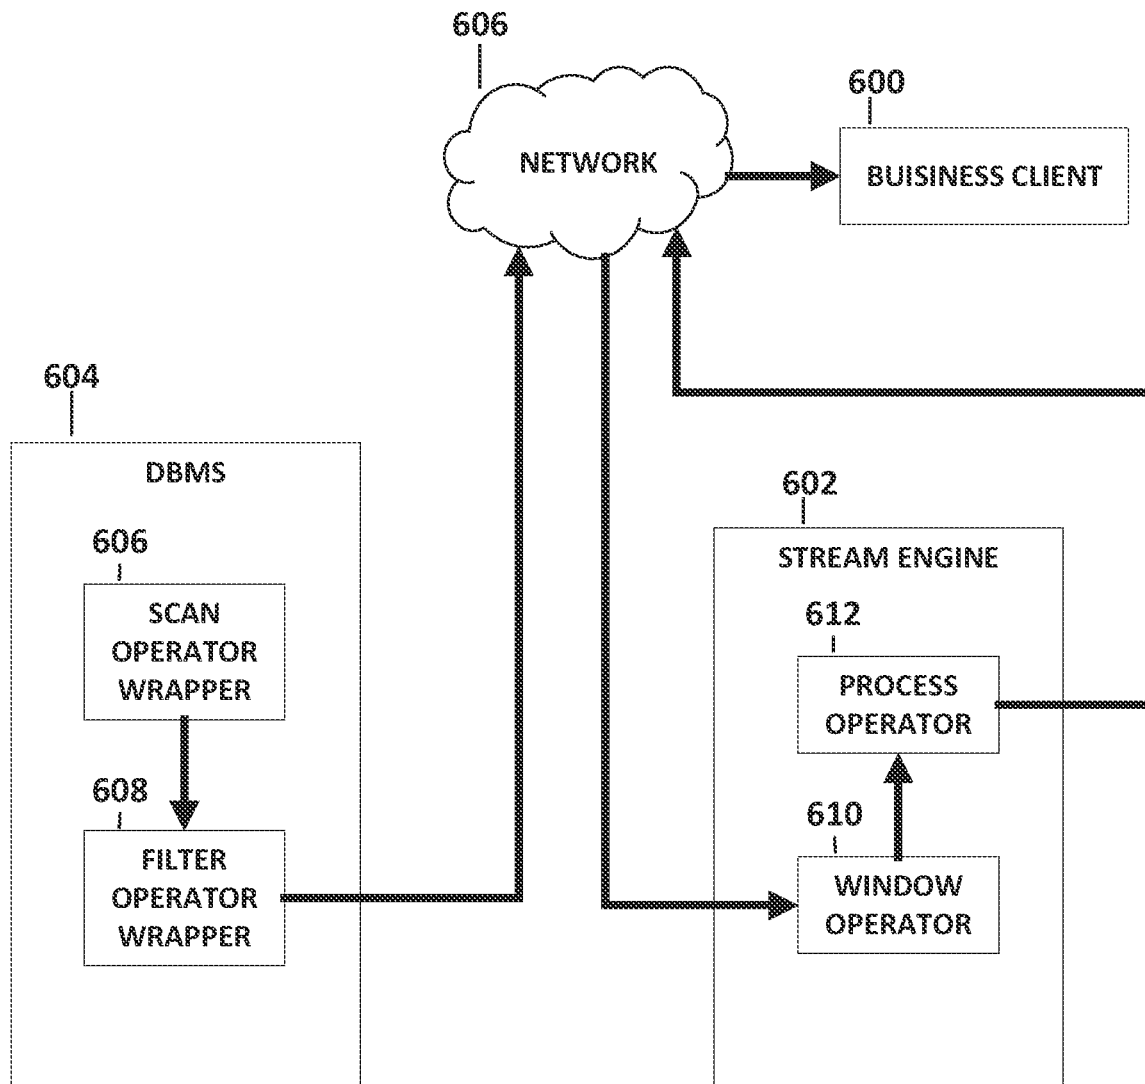 606
600
NETWORK
BUISINESS CLIENT
604
DBMS
602
606
STREAM ENGINE
SCAN
OPERATOR
WRAPPER
612
PROCESS
OPERATOR
608
610
FILTER
OPERATOR
WRAPPER
WINDOW
OPERATOR